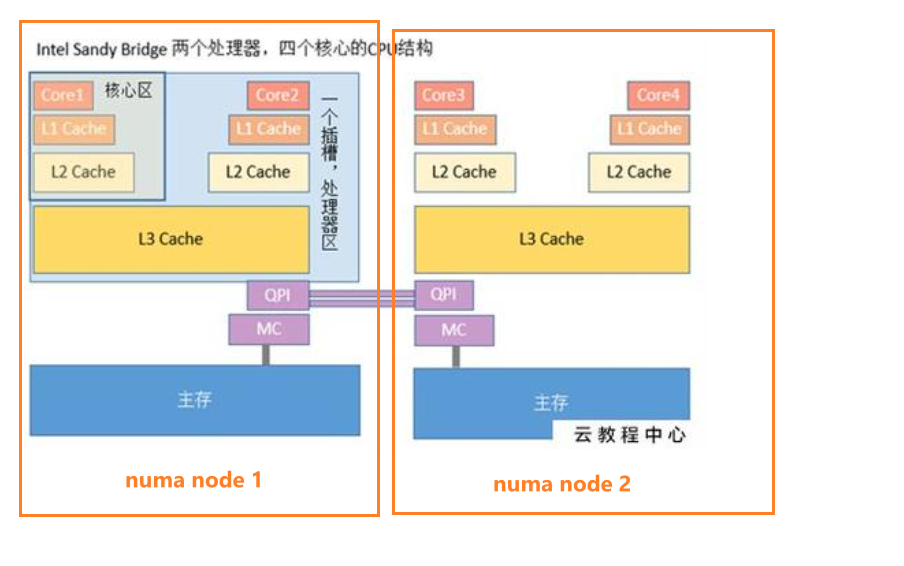 Intel Sandy Bridge 两个处理器，四个核心的CPU结构
Core1
核心区
L1 Cache
L2 Cache
Core2
L1 Cache
L2 Cache
一个插槽，处理器区
L3 Cache
QPI
MC
主存
numa node 1
Core3
L1 Cache
L2 Cache
Core4
L1 Cache
L2 Cache
L3 Cache
QPI
MC
主存
云教程中心
numa node 2